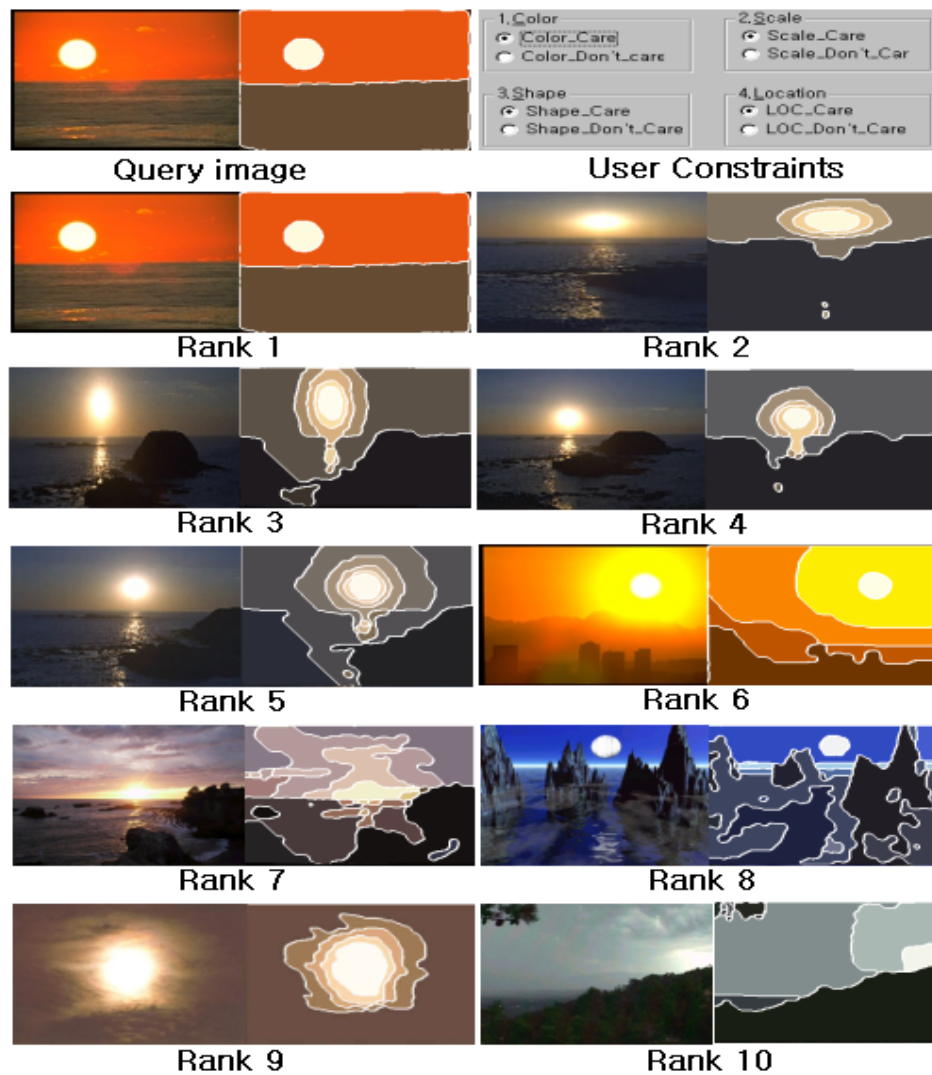 1.Color
Color_Care
Color_Don't_care
2.Scale
Scale_Care
Scale_Don't_Car
3.Shape
Shape_Care
Shape_Don't_Care
4.Location
LOC_Care
LOC_Don't_Care
Query image
User Constraints
Rank 1
Rank 2
Rank 3
Rank 4
Rank 5
Rank 6
Rank 7
Rank 8
Rank 9
Rank 10